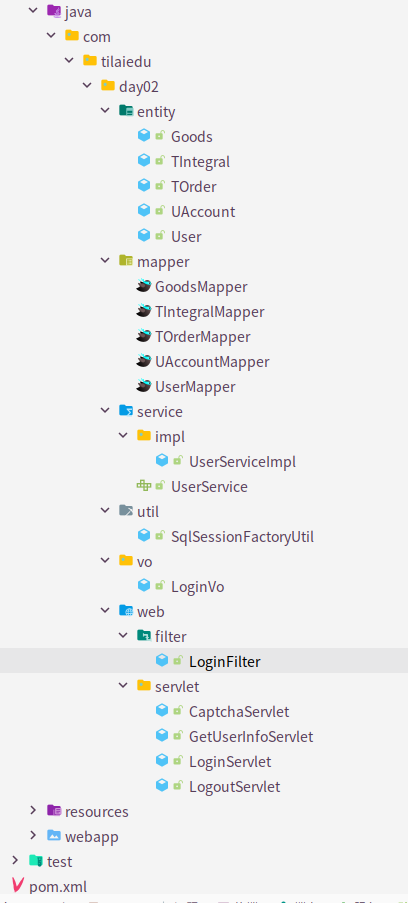 java
com
tilaiedu
day02
entity
Goods
TIntegral
TOrder
UAccount
User
mapper
GoodsMapper
TIntegralMapper
TOrderMapper
UAccountMapper
UserMapper
service
impl
UserServiceImpl
UserService
util
SqlSessionFactoryUtil
vo
LoginVo
web
filter
LoginFilter
servlet
CaptchaServlet
GetUserInfoServlet
LoginServlet
LogoutServlet
resources
webapp
test
pom.xml